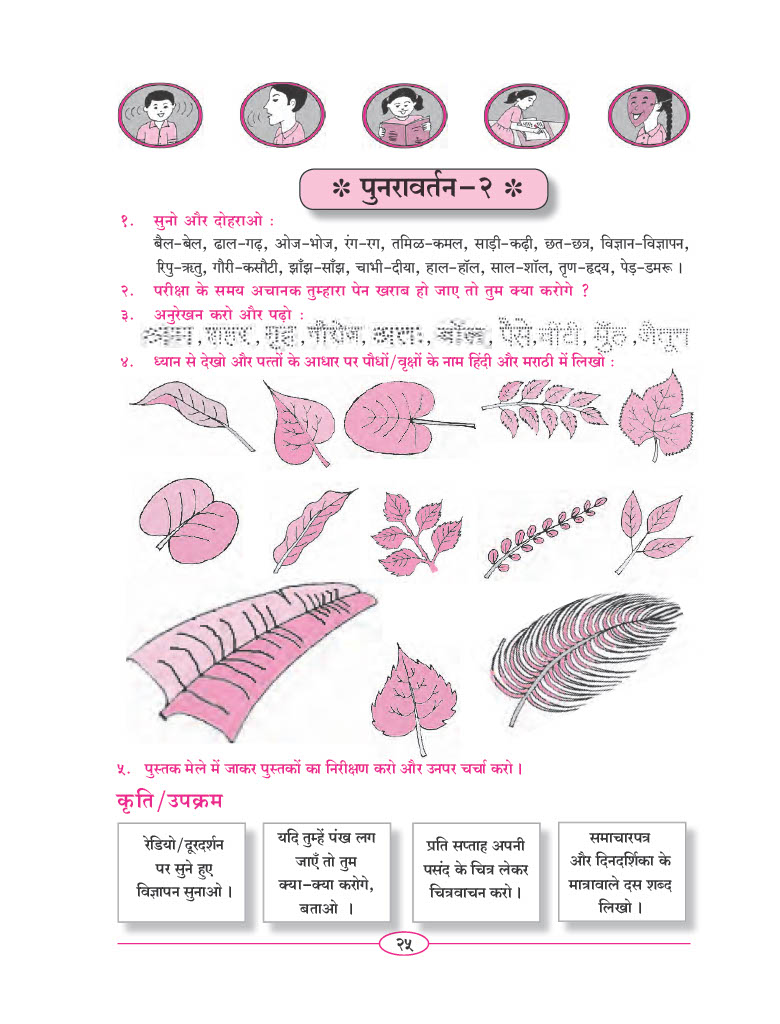 * पुनरावर्तन-२ *
१. सुनो और दोहराओ :
बैल-बेल, ढाल-गढ़, ओज-भोज, रंग-रग, तमिळ-कमल, साड़ी-कढ़ी, छत-छत्र, विज्ञान-विज्ञापन,
रिपु-ऋतु, गौरी-कसौटी, झाँझ-साँझ, चाभी-दीया, हाल-हॉल, साल-शॉल, तृण-हृदय, पेड़-डमरू ।
२. परीक्षा के समय अचानक तुम्हारा पेन खराब हो जाए तो तुम क्या करोगे ?
३. अनुरेखन करो और पढ़ो :
शहर, गृह, पैसे, चींटी, मुँह, जैतून
४. ध्यान से देखो और पत्तों के आधार पर पौधों/वृक्षों के नाम हिंदी और मराठी में लिखो :
५. पुस्तक मेले में जाकर पुस्तकों का निरीक्षण करो और उनपर चर्चा करो ।
कृति/उपक्रम
रेडियो/दूरदर्शन
पर सुने हुए
विज्ञापन सुनाओ ।
यदि तुम्हें पंख लग
जाएँ तो तुम
क्या-क्या करोगे,
बताओ ।
प्रति सप्ताह अपनी
पसंद के चित्र लेकर
चित्रवाचन करो ।
समाचारपत्र
और दिनदर्शिका के
मात्रावाले दस शब्द
लिखो ।
२५